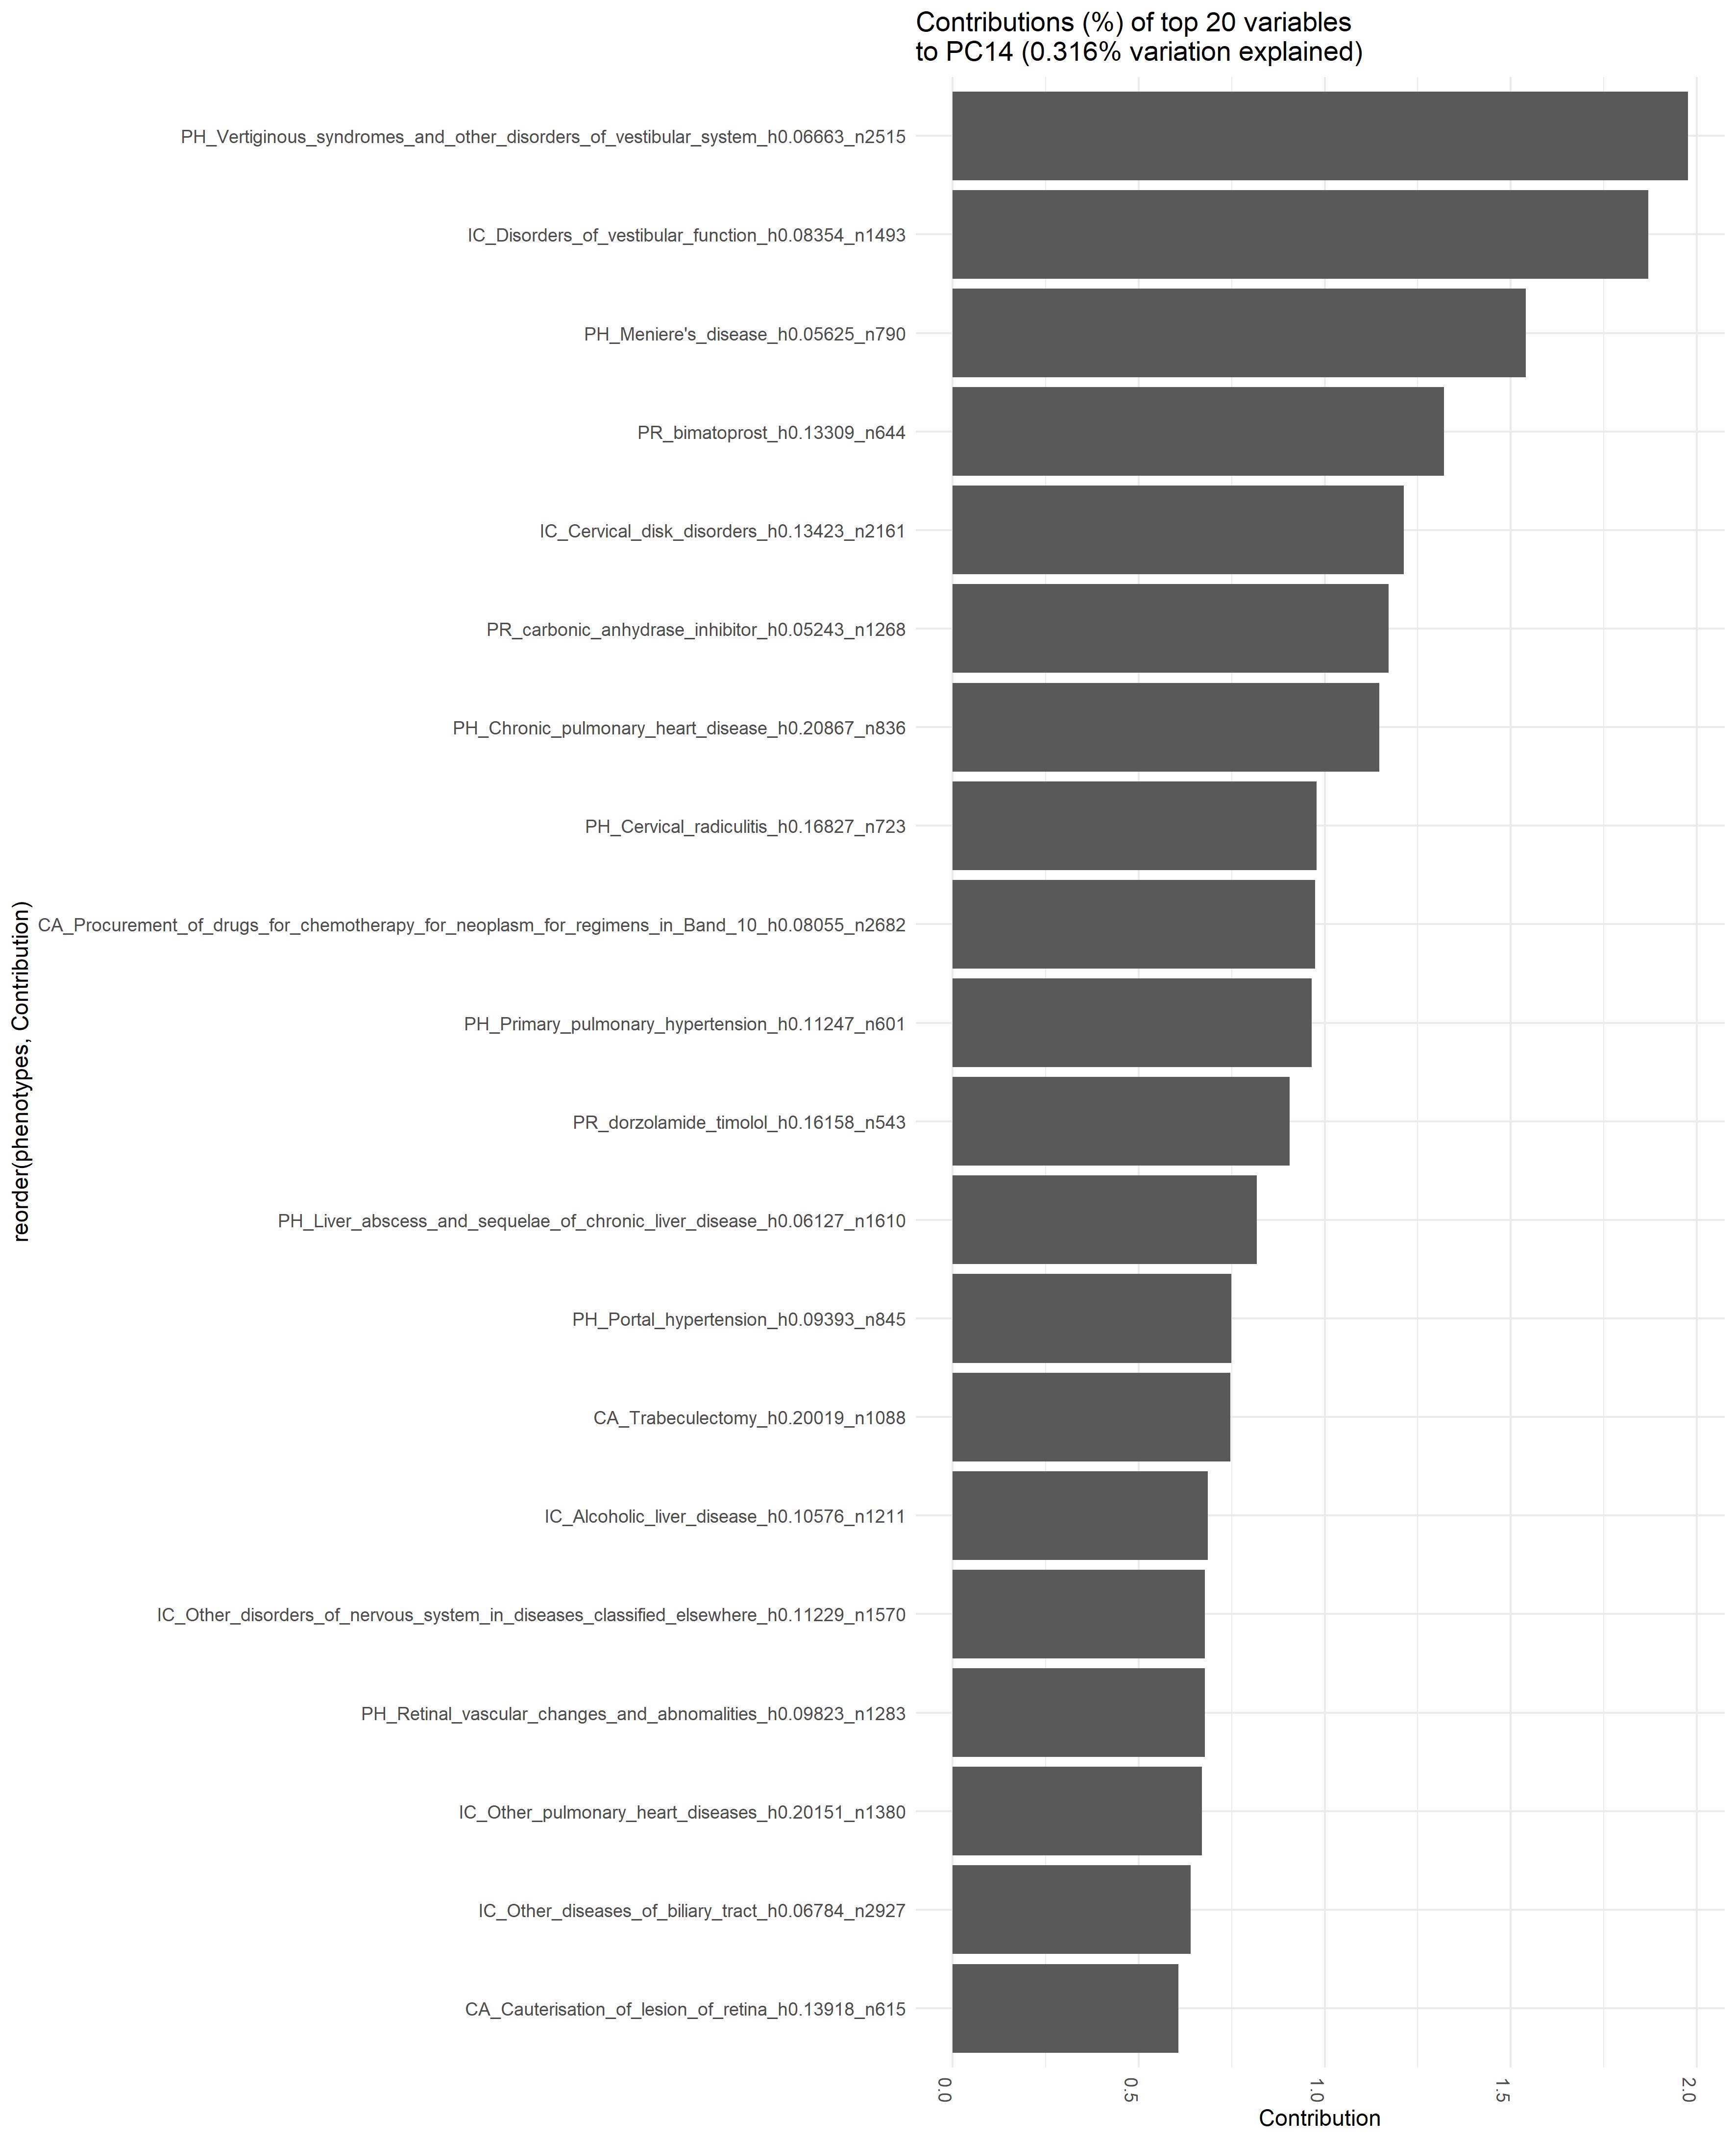 Contributions (%) of top 20 variables
to PC14 (0.316% variation explained)
PH_Vertiginous_syndromes_and_other_disorders_of_vestibular_system_h0.06663_n2515
IC_Disorders_of_vestibular_function_h0.08354_n1493
PH_Meniere's_disease_h0.05625_n790
PR_bimatoprost_h0.13309_n644
IC_Cervical_disk_disorders_h0.13423_n2161
PR_carbonic_anhydrase_inhibitor_h0.05243_n1268
PH_Chronic_pulmonary_heart_disease_h0.20867_n836
PH_Cervical_radiculitis_h0.16827_n723
CA_Procurement_of_drugs_for_chemotherapy_for_neoplasm_for_regimens_in_Band_10_h0.08055_n2682
PH_Primary_pulmonary_hypertension_h0.11247_n601
PR_dorzolamide_timolol_h0.16158_n543
PH_Liver_abscess_and_sequelae_of_chronic_liver_disease_h0.06127_n1610
PH_Portal_hypertension_h0.09393_n845
CA_Trabeculectomy_h0.20019_n1088
IC_Alcoholic_liver_disease_h0.10576_n1211
IC_Other_disorders_of_nervous_system_in_diseases_classified_elsewhere_h0.11229_n1570
PH_Retinal_vascular_changes_and_abnomalities_h0.09823_n1283
IC_Other_pulmonary_heart_diseases_h0.20151_n1380
IC_Other_diseases_of_biliary_tract_h0.06784_n2927
CA_Cauterisation_of_lesion_of_retina_h0.13918_n615
reorder(phenotypes, Contribution)
0.0
0.5
1.0
1.5
2.0
Contribution